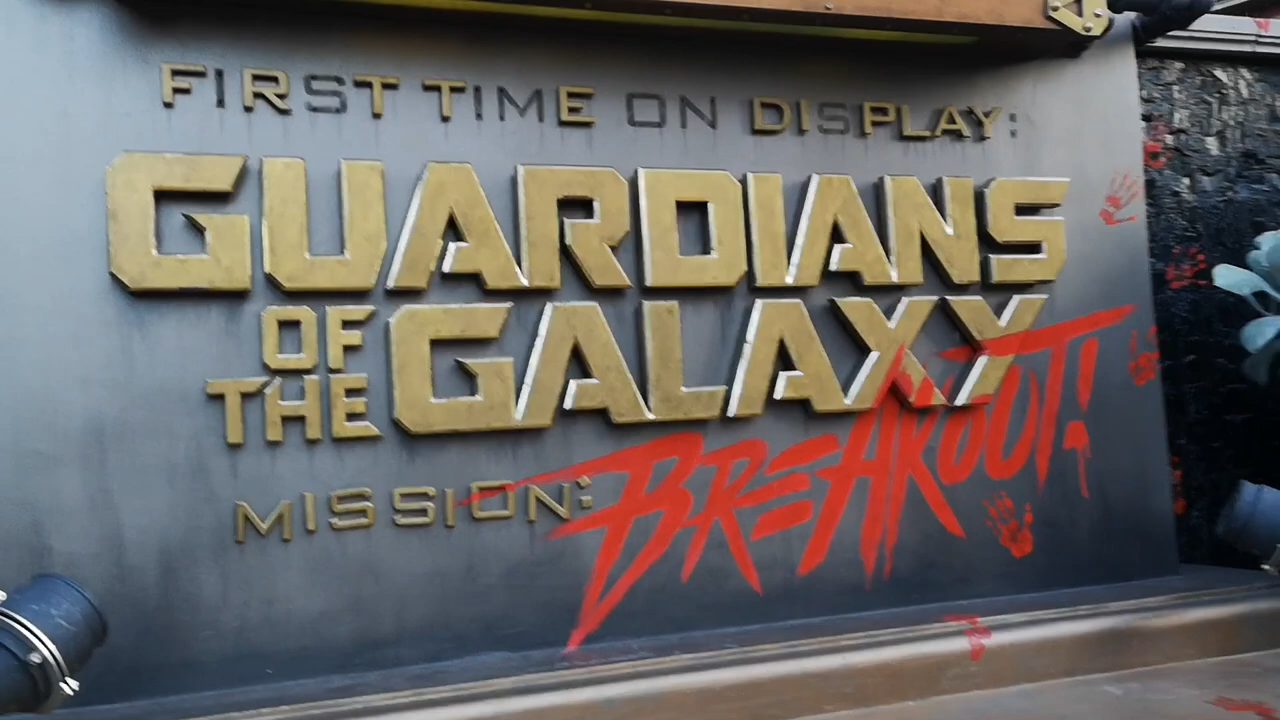 FIRST TIME ON DISPLAY:
GUARDIANS
OF THE GALAXY
MISSION: BREAKOUT!